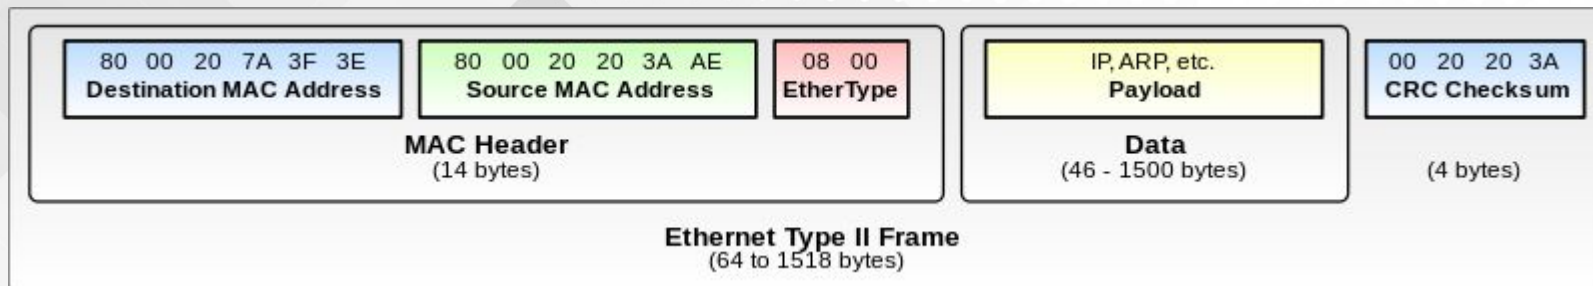 80 00 20 7A 3F 3E
Destination MAC Address
80 00 20 20 3A AE
Source MAC Address
08 00
EtherType
MAC Header
(14 bytes)
IP, ARP, etc.
Payload
Data
(46 - 1500 bytes)
00 20 20 3A
CRC Checksum
(4 bytes)
Ethernet Type II Frame
(64 to 1518 bytes)